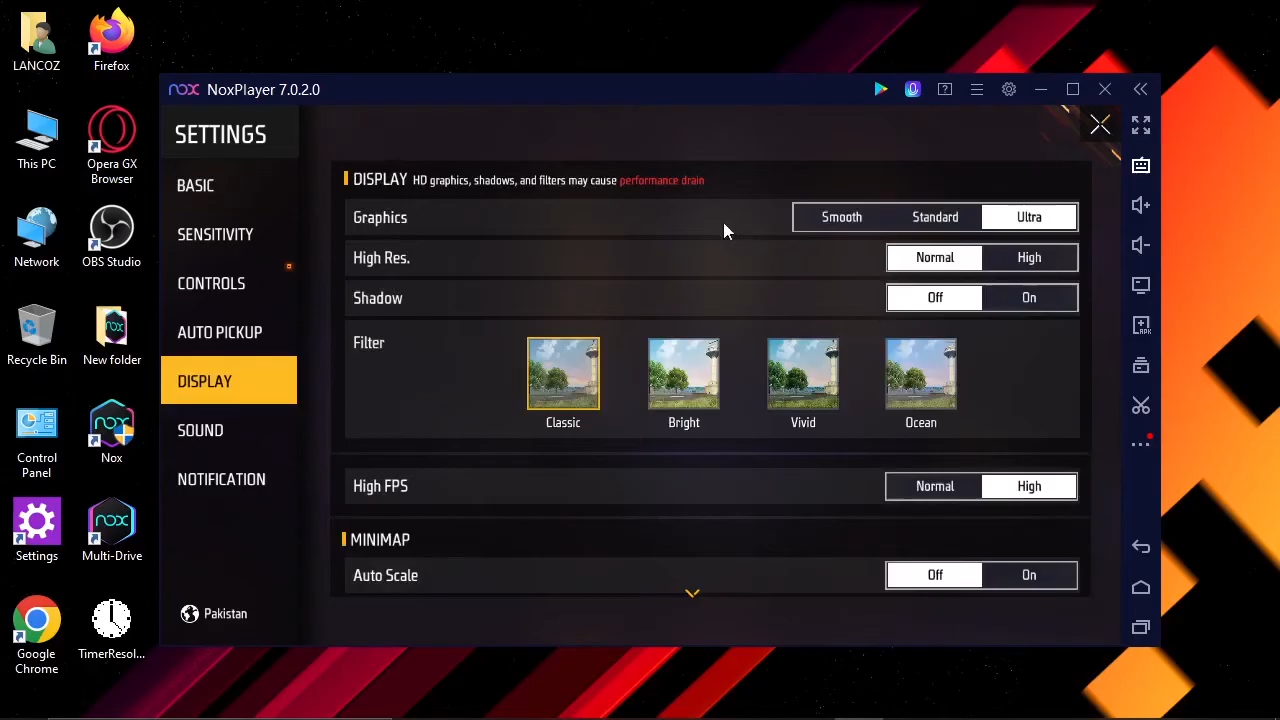 LANCOZ
Firefox
This PC
Opera GX
Browser
Network
OBS Studio
Recycle Bin
New folder
Control
Panel
Nox
Settings
Multi-Drive
Google
Chrome
TimerResol...
nox NoxPlayer 7.0.2.0
SETTINGS
BASIC
SENSITIVITY
CONTROLS
AUTO PICKUP
DISPLAY
SOUND
NOTIFICATION
Pakistan
DISPLAY HD graphics, shadows, and filters may cause performance drain
Graphics Smooth Standard Ultra
High Res. Normal High
Shadow Off On
Filter
Classic Bright Vivid Ocean
High FPS Normal High
MINIMAP
Auto Scale Off On
APK